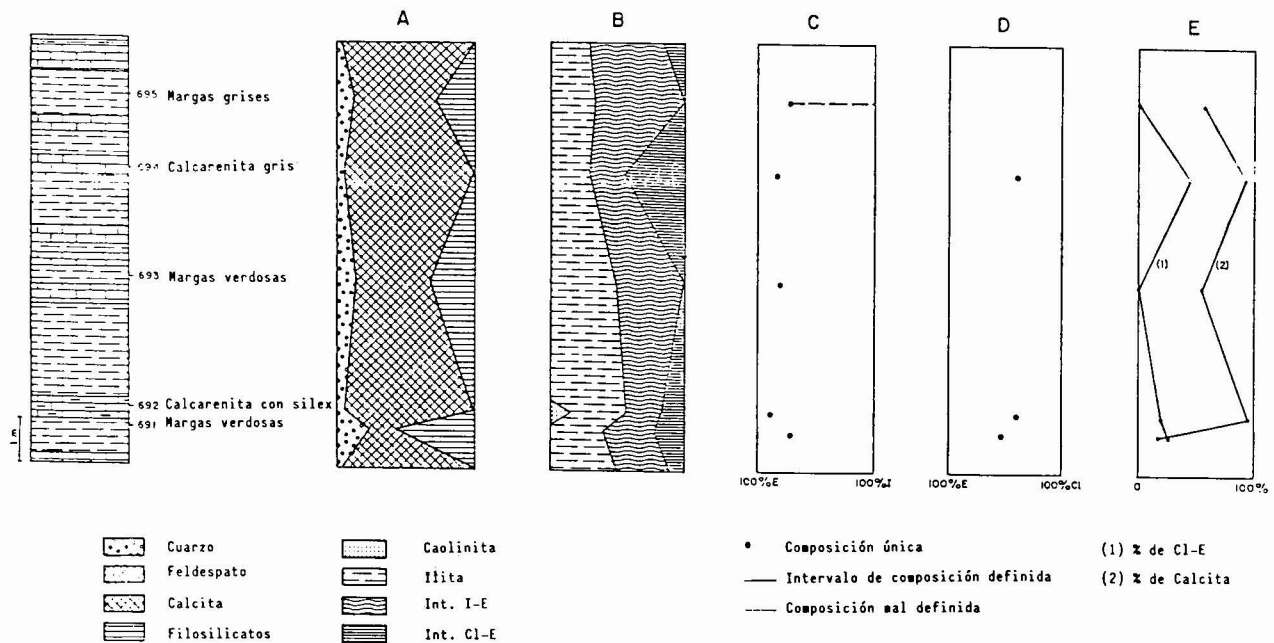 A B C D E
695 Margas grises
694 Calcarenita gris
693 Margas verdosas
692 Calcarenita con silex
691 Margas verdosas
1m
(1) (2)
100%E 100%I 100%E 100%Cl 0 100%
Cuarzo
Feldespato
Calcita
Filosilicatos
Caolinita
Ilita
Int. I-E
Int. Cl-E
Composición única
Intervalo de composición definida
Composición mal definida
(1) % de Cl-E
(2) % de Calcita